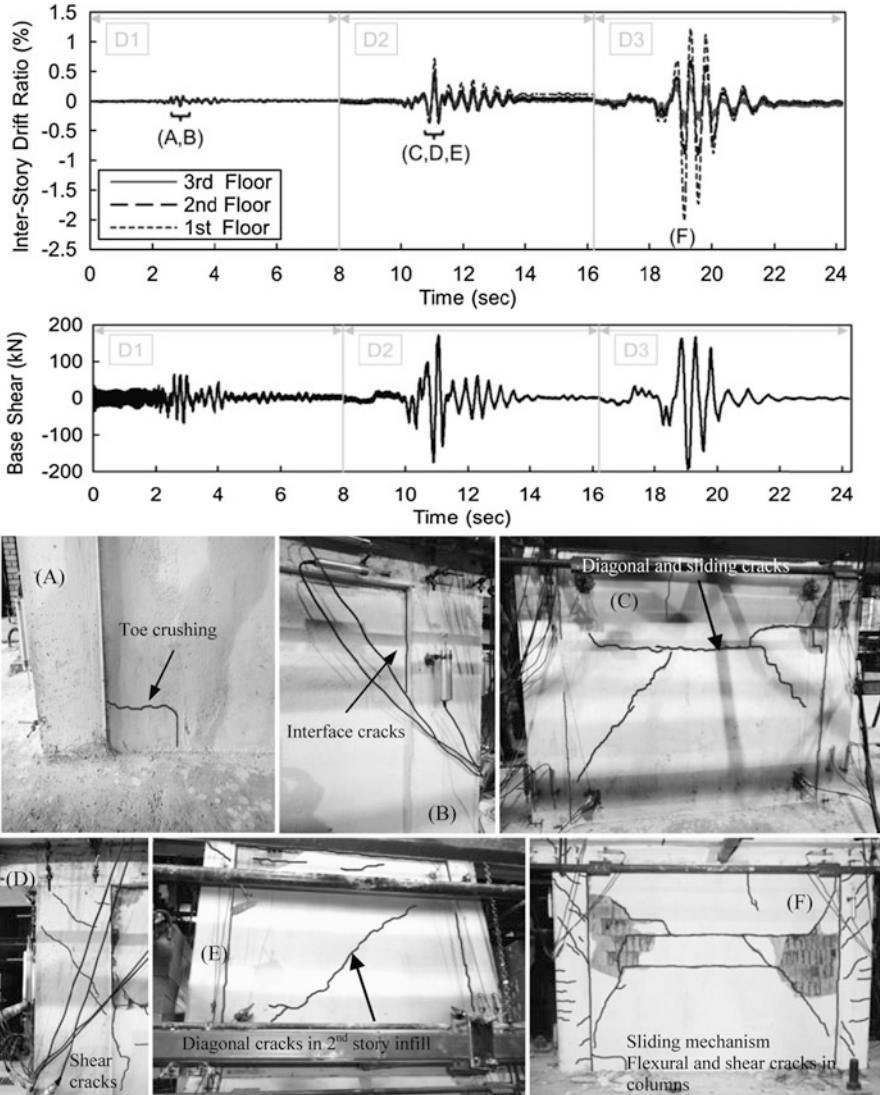 1.5
1
0.5
0
-0.5
-1
-1.5
-2
-2.5
Inter-Story Drift Ratio (%)
D1
D2
D3
(A,B)
(C,D,E)
(F)
3rd Floor
2nd Floor
1st Floor
0 2 4 6 8 10 12 14 16 18 20 22 24
Time (sec)
200
100
0
-100
-200
Base Shear (kN)
D1
D2
D3
0 2 4 6 8 10 12 14 16 18 20 22 24
Time (sec)
(A)
Toe crushing
Interface cracks
(B)
Diagonal and sliding cracks
(C)
(D)
Shear
cracks
(E)
Diagonal cracks in 2nd story infill
(F)
Sliding mechanism
Flexural and shear cracks in
columns